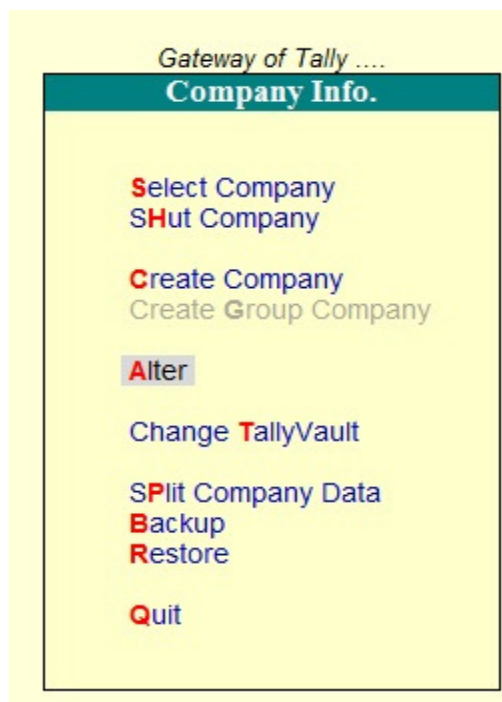 Gateway of Tally ....
Company Info.
Select Company
SHut Company
Create Company
Create Group Company
Alter
Change TallyVault
SPlit Company Data
Backup
Restore
Quit